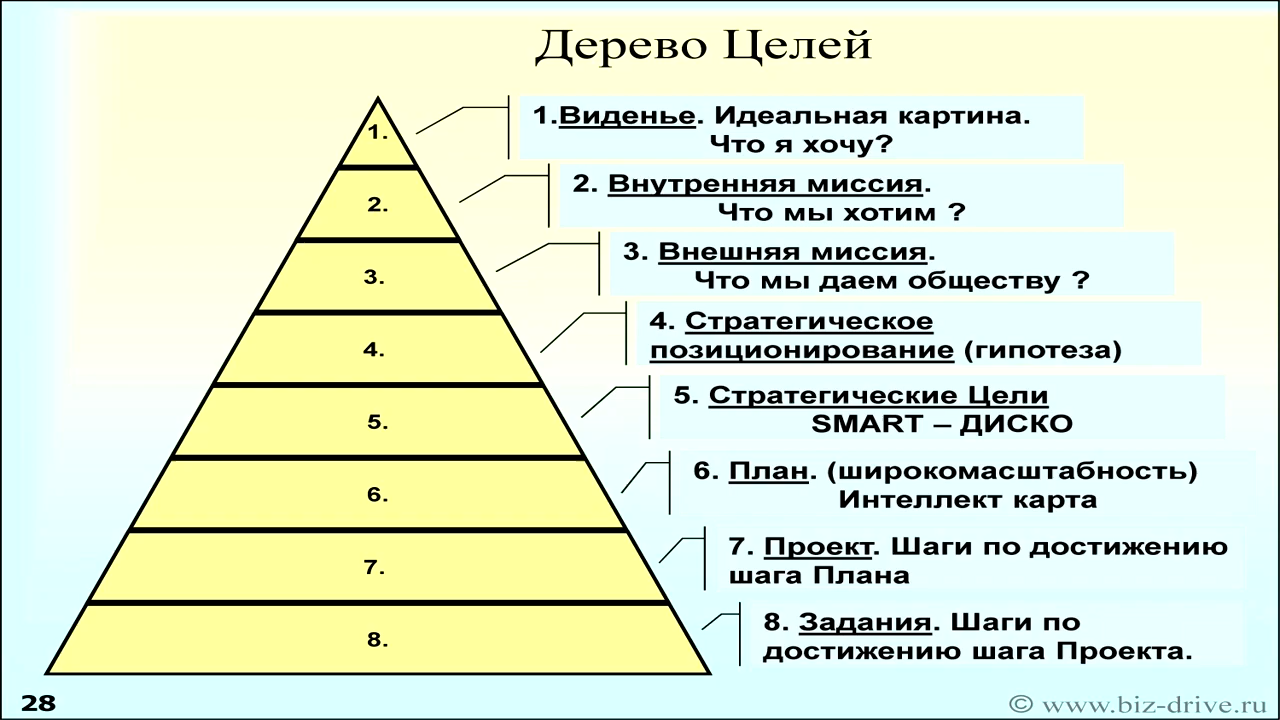 Дерево Целей
1.
1.Виденье. Идеальная картина.
Что я хочу?
2.
2. Внутренняя миссия.
Что мы хотим ?
3.
3. Внешняя миссия.
Что мы даем обществу ?
4.
4. Стратегическое
позиционирование (гипотеза)
5.
5. Стратегические Цели
SMART – ДИСКО
6.
6. План. (широкомасштабность)
Интеллект карта
7.
7. Проект. Шаги по достижению
шага Плана
8.
8. Задания. Шаги по
достижению шага Проекта.
28
© www.biz-drive.ru